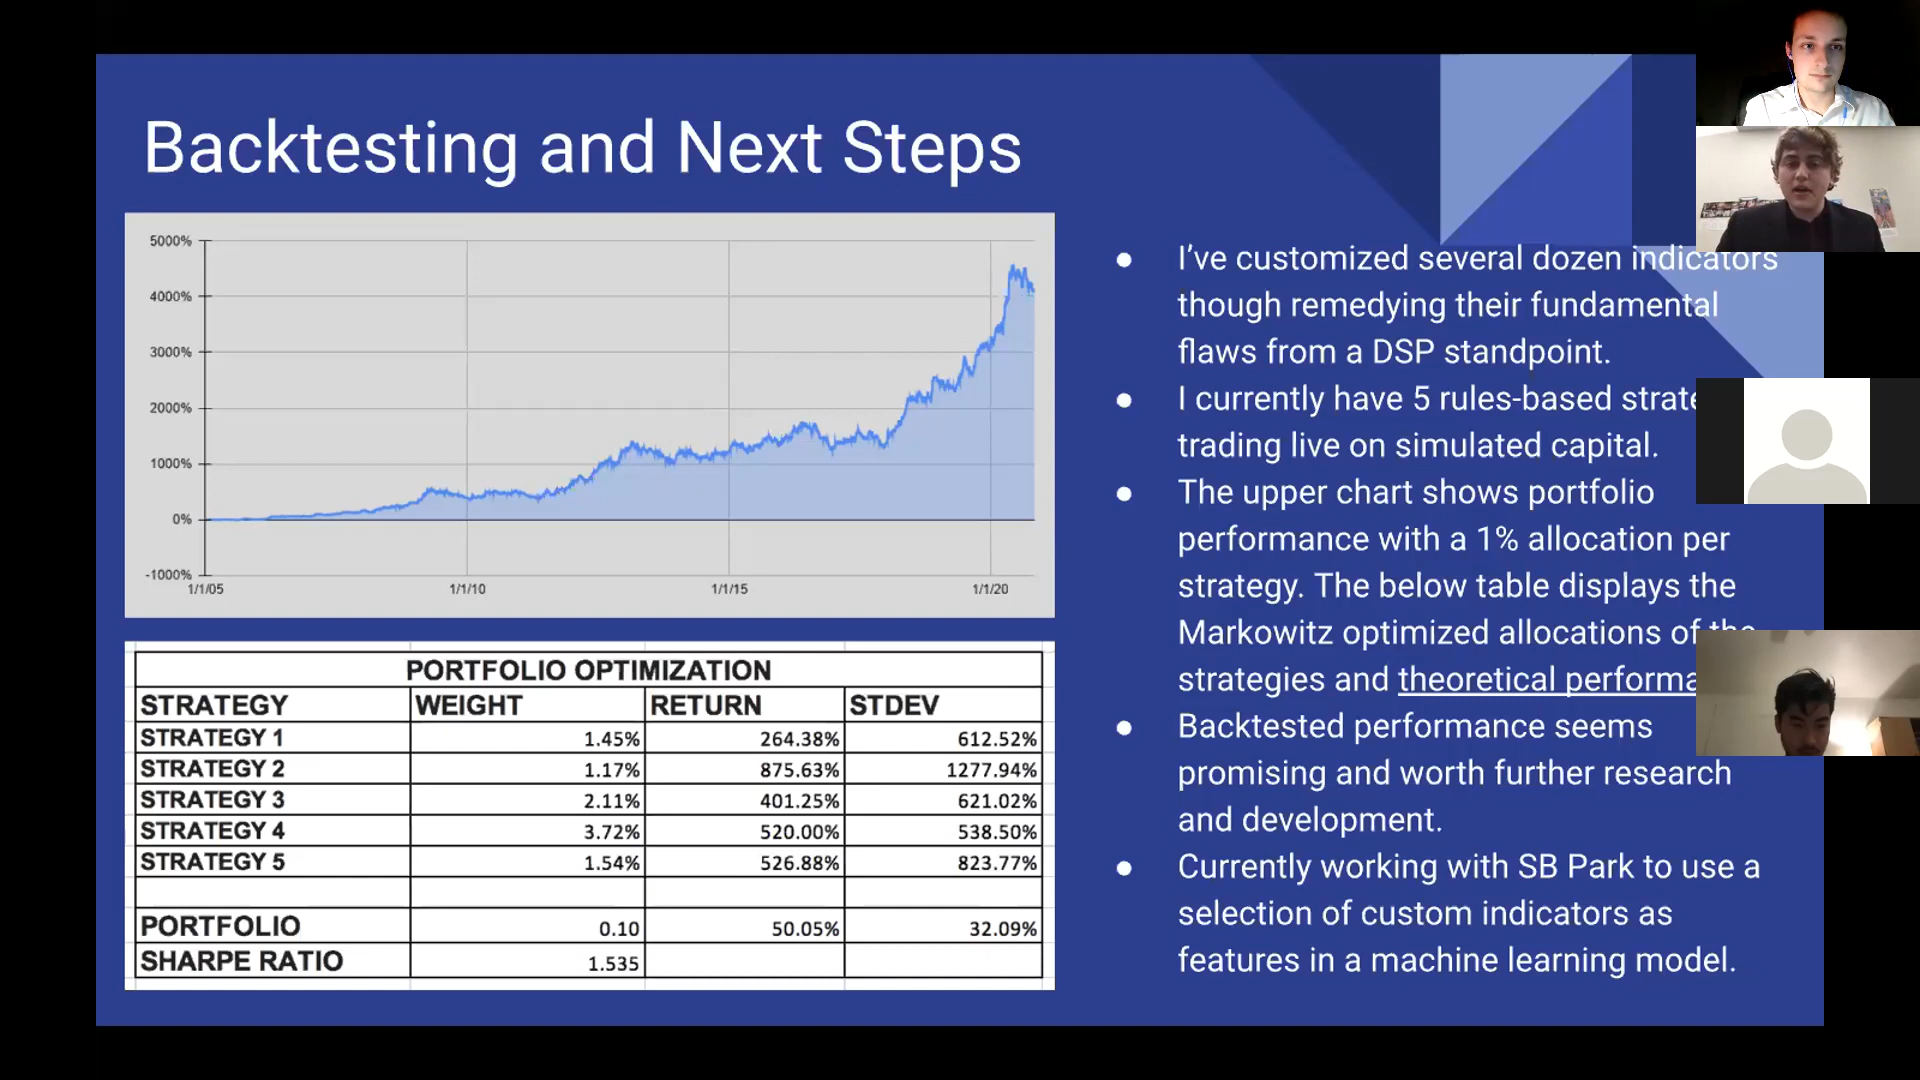 Backtesting and Next Steps
5000%
4000%
3000%
2000%
1000%
0%
-1000%
1/1/05 1/1/10 1/1/15 1/1/20
PORTFOLIO OPTIMIZATION
STRATEGY WEIGHT RETURN STDEV
STRATEGY 1 1.45% 264.38% 612.52%
STRATEGY 2 1.17% 875.63% 1277.94%
STRATEGY 3 2.11% 401.25% 621.02%
STRATEGY 4 3.72% 520.00% 538.50%
STRATEGY 5 1.54% 526.88% 823.77%
PORTFOLIO 0.10 50.05% 32.09%
SHARPE RATIO 1.535
● I’ve customized several dozen indicators
though remedying their fundamental
flaws from a DSP standpoint.
● I currently have 5 rules-based
trading live on simulated capital.
● The upper chart shows portfolio
performance with a 1% allocation per
strategy. The below table displays the
Markowitz optimized allocations of the
strategies and theoretical
● Backtested performance seems
promising and worth further research
and development.
● Currently working with SB Park to use a
selection of custom indicators as
features in a machine learning model.